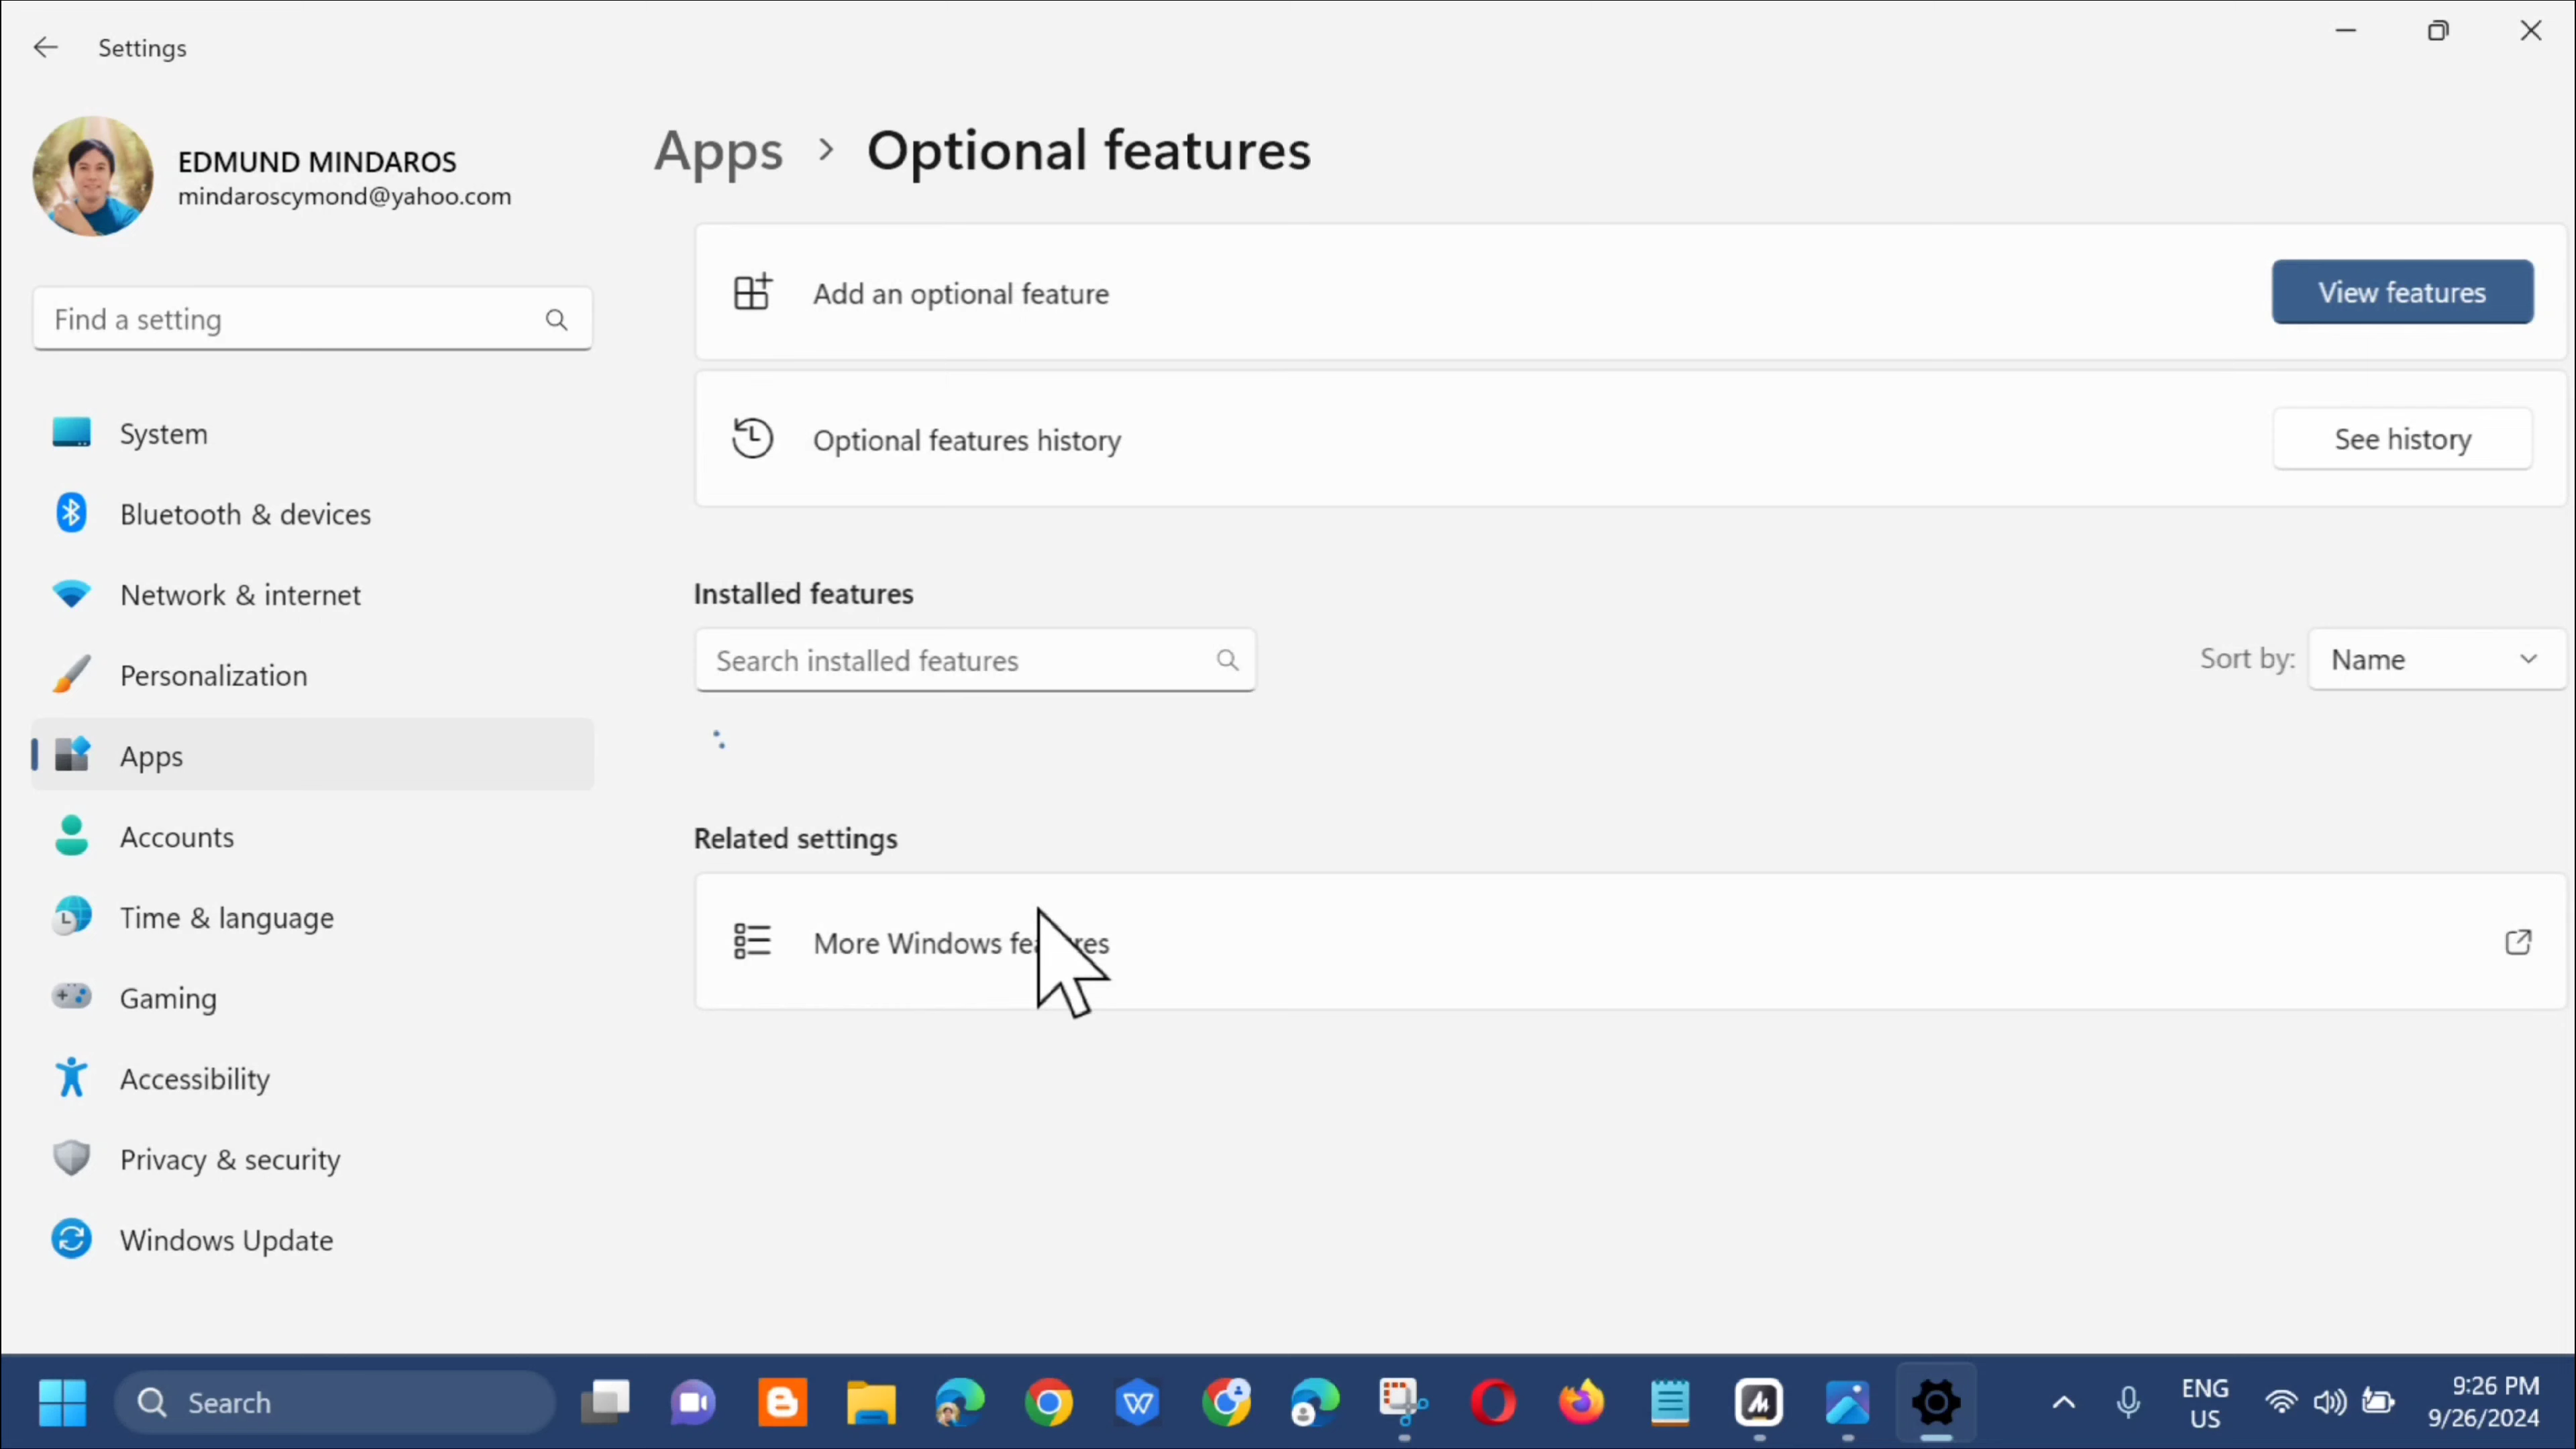 Settings
EDMUND MINDAROS
mindaroscymond@yahoo.com
Find a setting
System
Bluetooth & devices
Network & internet
Personalization
Apps
Accounts
Time & language
Gaming
Accessibility
Privacy & security
Windows Update
Apps > Optional features
Add an optional feature
View features
Optional features history
See history
Installed features
Search installed features
Sort by: Name
Related settings
More Windows
Search
ENG
US
9:26 PM
9/26/2024